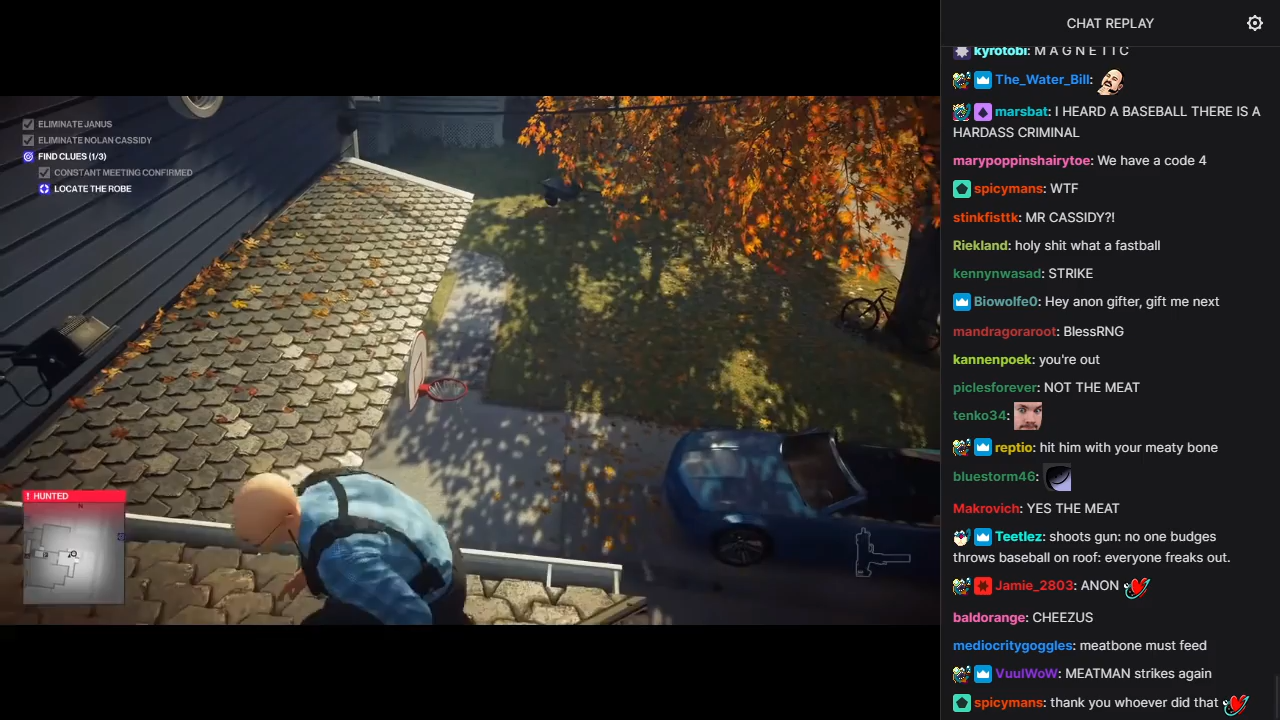 ELIMINATE JANUS
ELIMINATE NOLAN CASSIDY
FIND CLUES (1/3)
CONSTANT MEETING CONFIRMED
LOCATE THE ROBE
! HUNTED
N
CHAT REPLAY
kyrotobi: M A G N E T I C
The_Water_Bill:
marsbat: I HEARD A BASEBALL THERE IS A
HARDASS CRIMINAL
marypoppinshairytoe: We have a code 4
spicymans: WTF
stinkfisttk: MR CASSIDY?!
Riekland: holy shit what a fastball
kennynwasad: STRIKE
Biowolfe0: Hey anon gifter, gift me next
mandragoraroot: BlessRNG
kannenpoek: you're out
piclesforever: NOT THE MEAT
tenko34:
reptio: hit him with your meaty bone
bluestorm46:
Makrovich: YES THE MEAT
Teetlez: shoots gun: no one budges
throws baseball on roof: everyone freaks out.
Jamie_2803: ANON
baldorange: CHEEZUS
mediocritygoggles: meatbone must feed
VuulWoW: MEATMAN strikes again
spicymans: thank you whoever did that